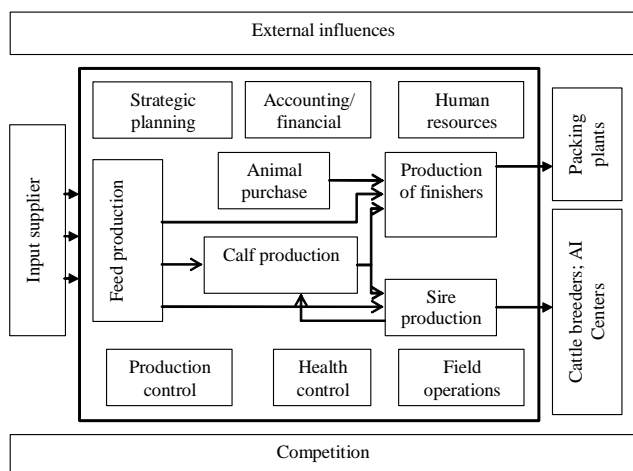 External influences
Strategic
planning
Accounting/
financial
Human
resources
Input supplier
Feed production
Animal
purchase
Production
of finishers
Packing
plants
Calf production
Sire
production
Cattle breeders; AI
Centers
Production
control
Health
control
Field
operations
Competition